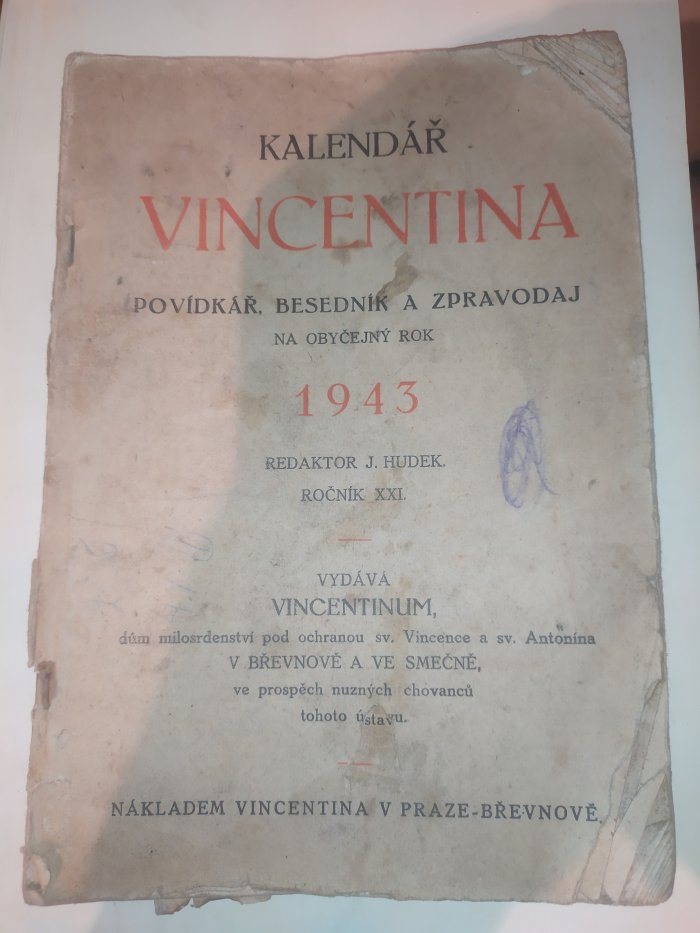 KALENDÁŘ
VINCENTINA
POVÍDKÁŘ, BESEDNÍK A ZPRAVODAJ
NA OBYČEJNÝ ROK
1943
REDAKTOR J. HUDEK.
ROČNÍK XXI.
VYDÁVÁ
VINCENTINUM,
dům milosrdenství pod ochranou sv. Vincence a sv. Antonína
V BŘEVNOVĚ A VE SMEČNĚ,
ve prospěch nuzných chovanců
tohoto ústavu.
NÁKLADEM VINCENTINA V PRAZE-BŘEVNOVĚ.